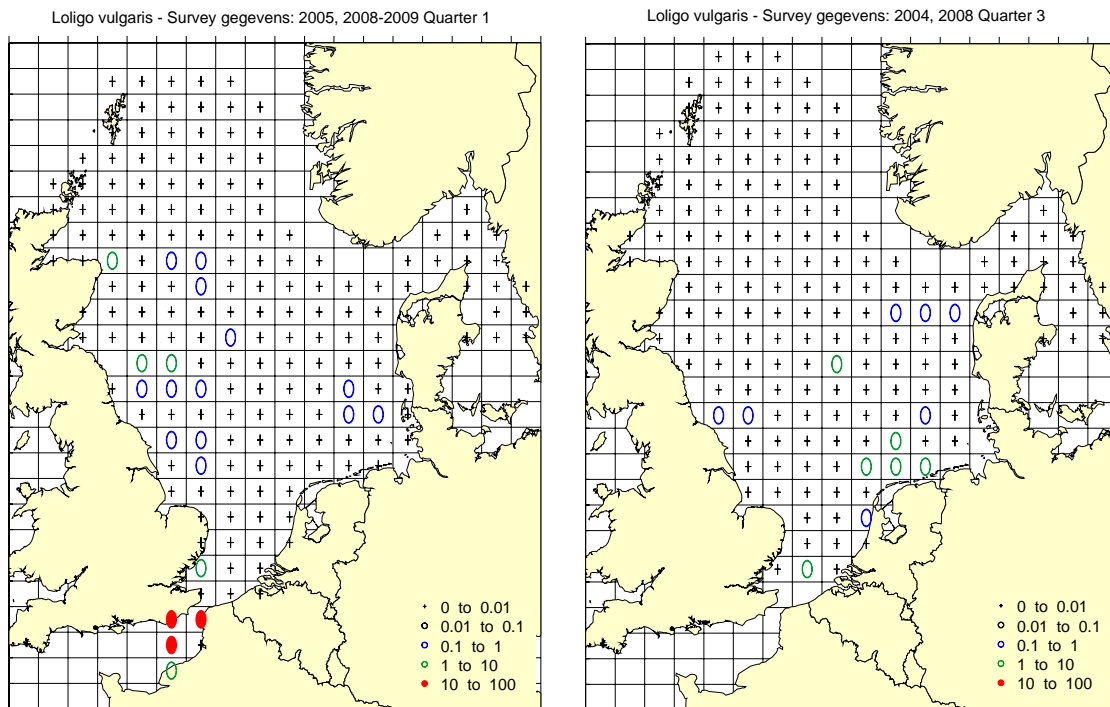 Loligo vulgaris - Survey gegevens: 2005, 2008-2009 Quarter 1
0 to 0.01
0.01 to 0.1
0.1 to 1
1 to 10
10 to 100
Loligo vulgaris - Survey gegevens: 2004, 2008 Quarter 3
0 to 0.01
0.01 to 0.1
0.1 to 1
1 to 10
10 to 100